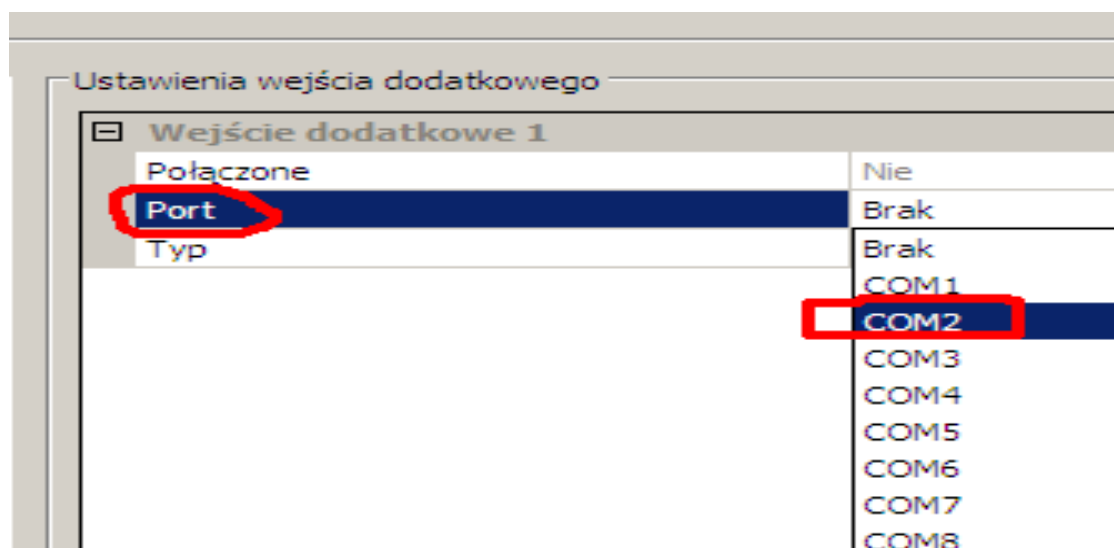 Ustawienia wejścia dodatkowego
Wejście dodatkowe 1
Połączone Nie
Port Brak
Typ Brak
COM1
COM2
COM3
COM4
COM5
COM6
COM7
COM8